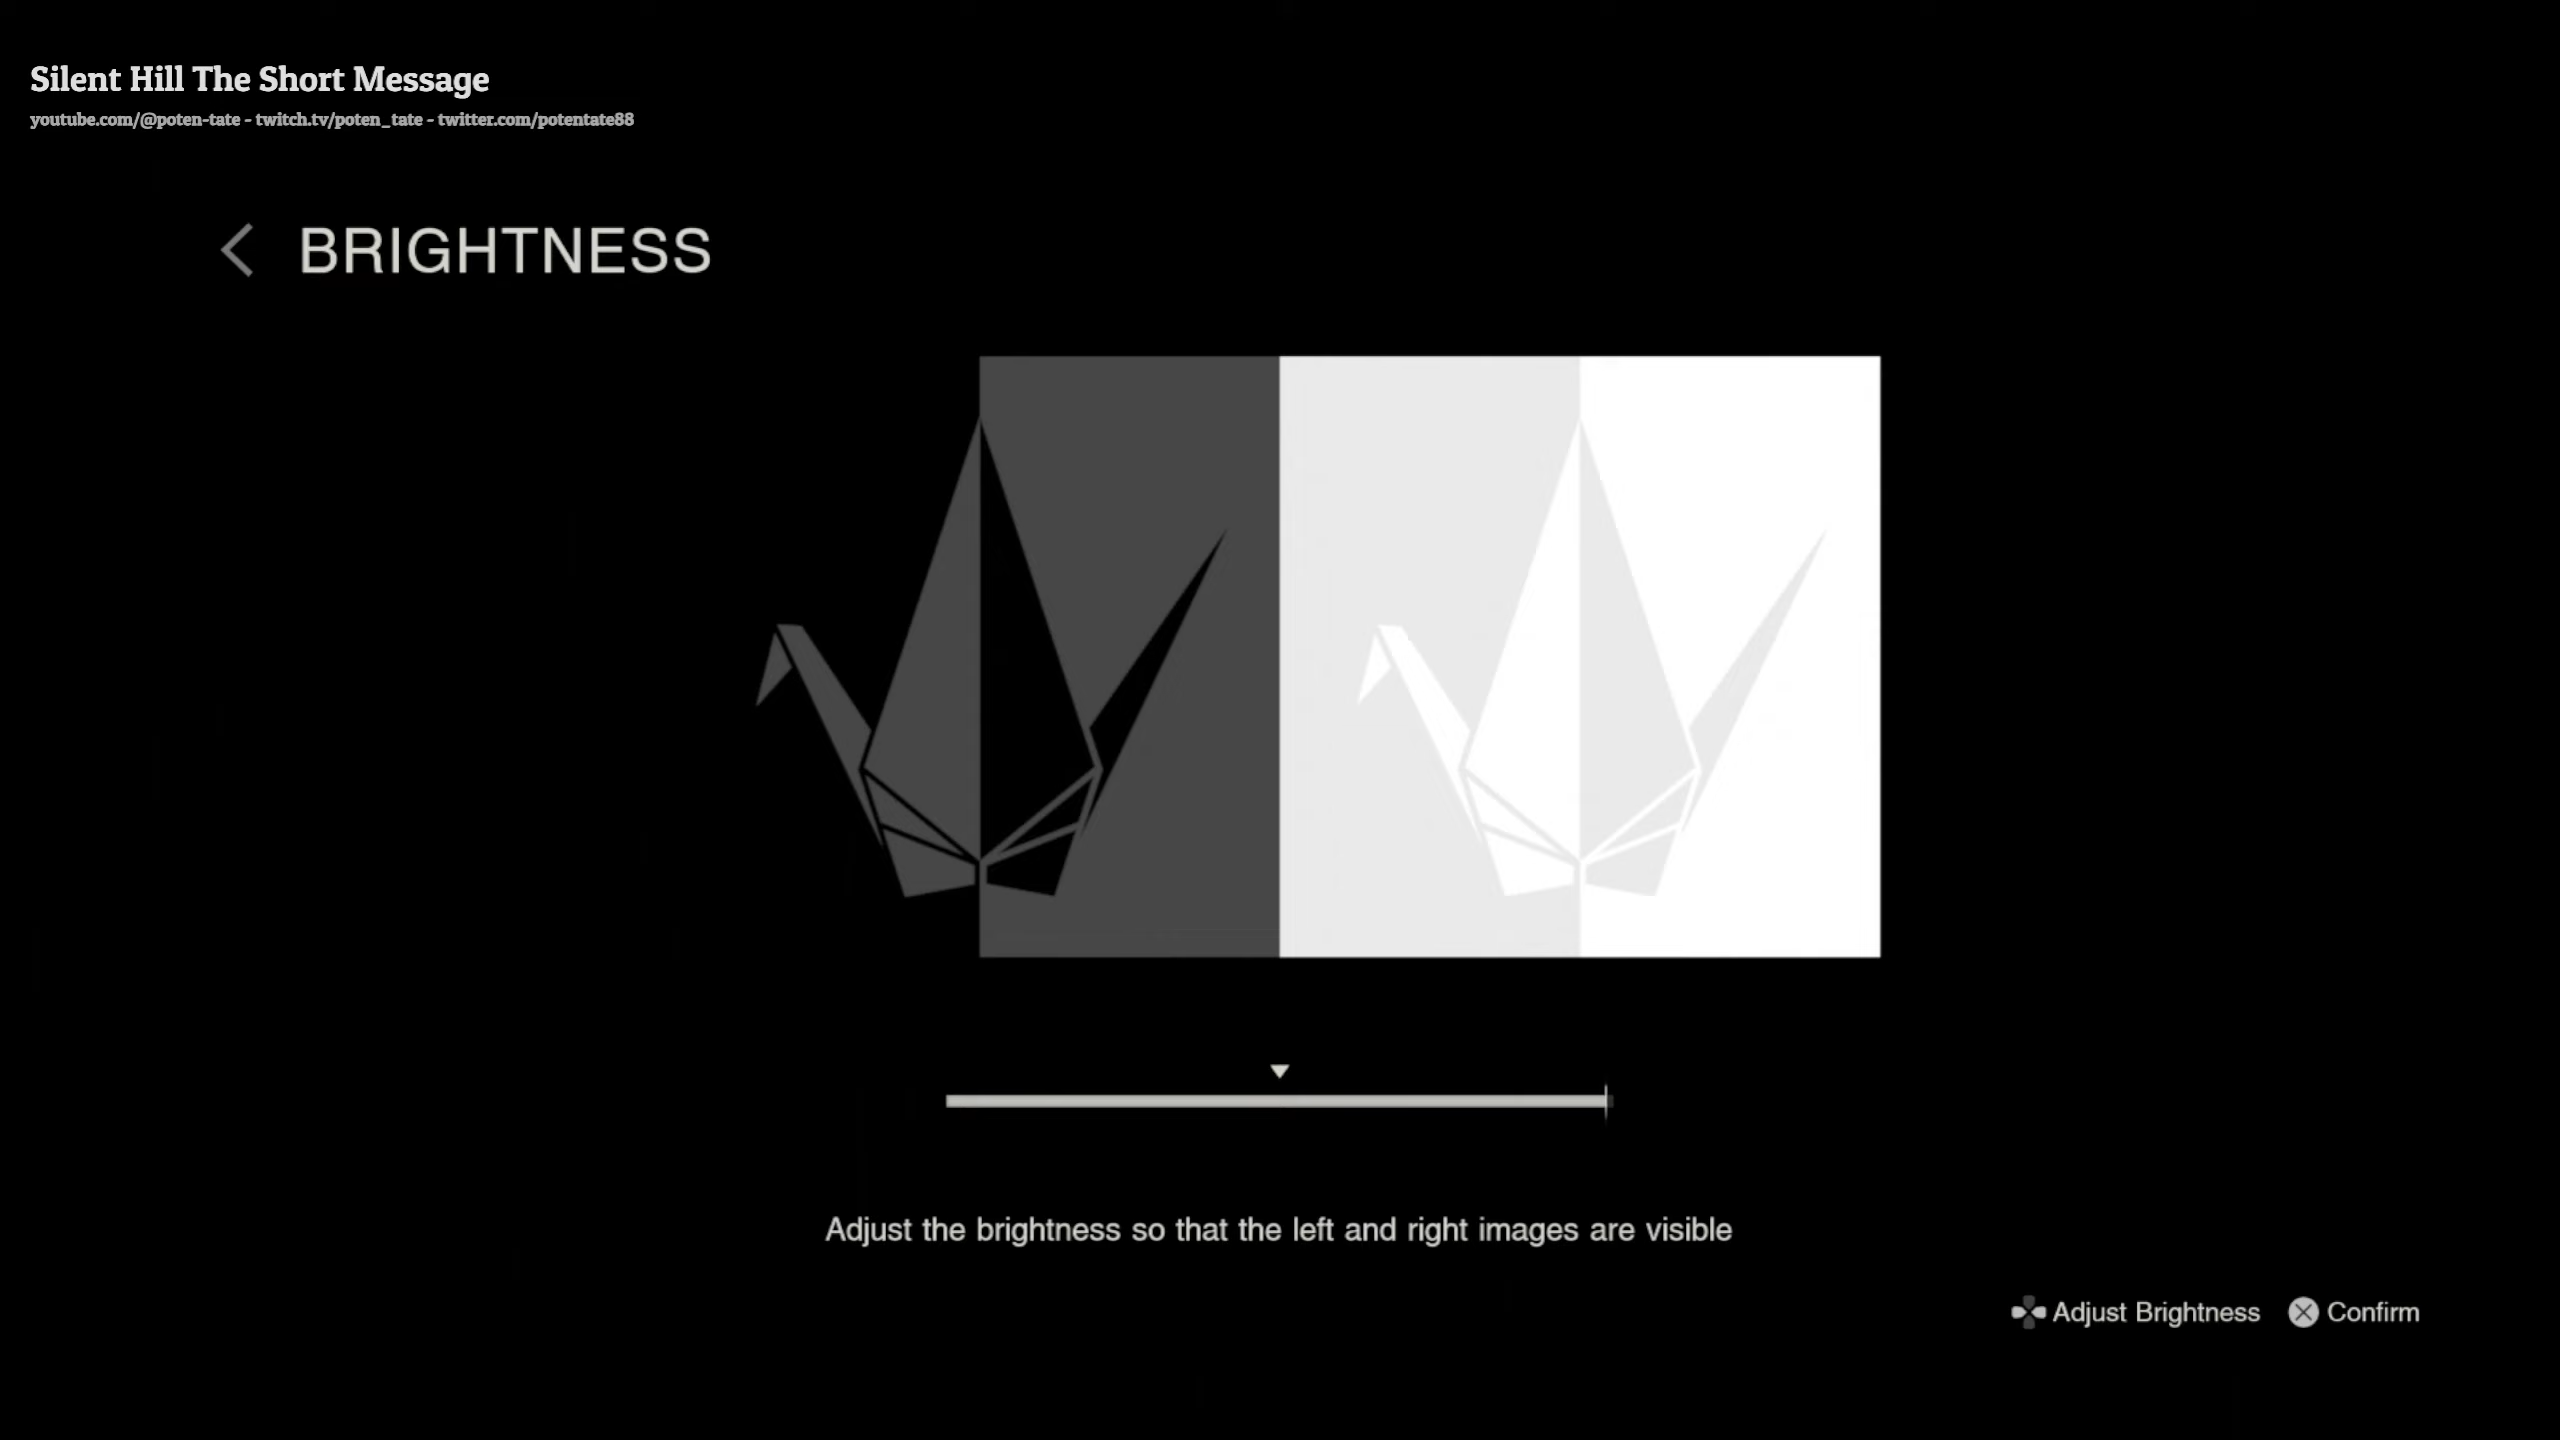 Silent Hill The Short Message
youtube.com/@poten-tate - twitch.tv/poten_tate - twitter.com/potentate88
BRIGHTNESS
Adjust the brightness so that the left and right images are visible
Adjust Brightness Confirm